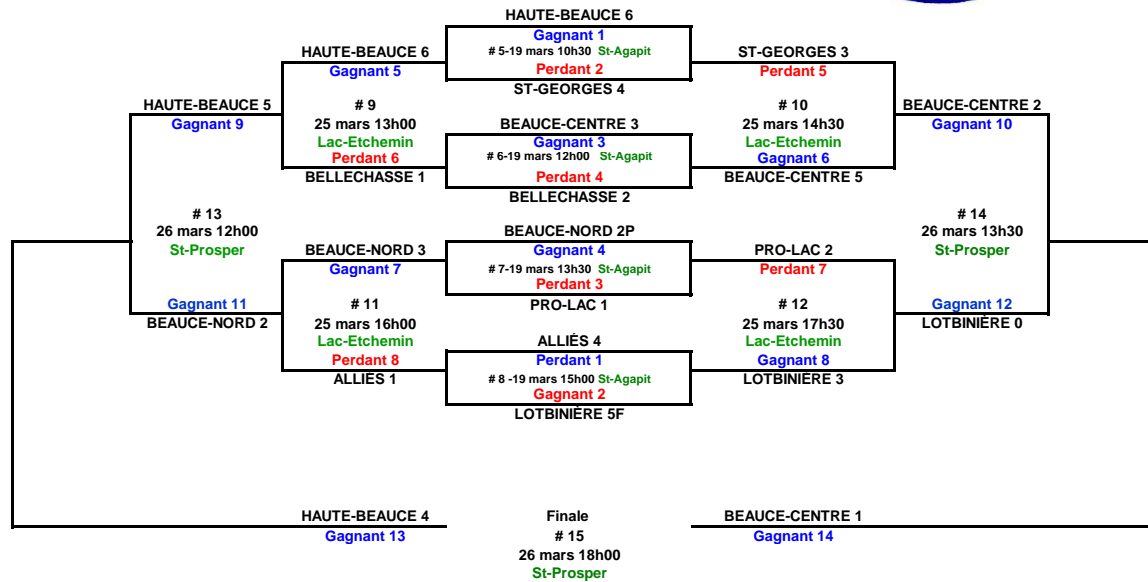 HAUTE-BEAUCE 6
Gagnant 1
# 5-19 mars 10h30 St-Agapit
Perdant 2
ST-GEORGES 4
HAUTE-BEAUCE 6
Gagnant 5
ST-GEORGES 3
Perdant 5
HAUTE-BEAUCE 5
Gagnant 9
# 9
25 mars 13h00
Lac-Etchemin
Perdant 6
BELLECHASSE 1
BEAUCE-CENTRE 3
Gagnant 3
# 6-19 mars 12h00 St-Agapit
Perdant 4
BELLECHASSE 2
# 10
25 mars 14h30
Lac-Etchemin
Gagnant 6
BEAUCE-CENTRE 5
BEAUCE-CENTRE 2
Gagnant 10
# 13
26 mars 12h00
St-Prosper
# 14
26 mars 13h30
St-Prosper
BEAUCE-NORD 3
Gagnant 7
BEAUCE-NORD 2P
Gagnant 4
# 7-19 mars 13h30 St-Agapit
Perdant 3
PRO-LAC 1
PRO-LAC 2
Perdant 7
Gagnant 11
BEAUCE-NORD 2
# 11
25 mars 16h00
Lac-Etchemin
Perdant 8
ALLIÉS 1
ALLIÉS 4
Perdant 1
# 8 -19 mars 15h00 St-Agapit
Gagnant 2
LOTBINIÈRE 5F
# 12
25 mars 17h30
Lac-Etchemin
Gagnant 8
LOTBINIÈRE 3
Gagnant 12
LOTBINIÈRE 0
HAUTE-BEAUCE 4
Gagnant 13
Finale
# 15
26 mars 18h00
St-Prosper
BEAUCE-CENTRE 1
Gagnant 14